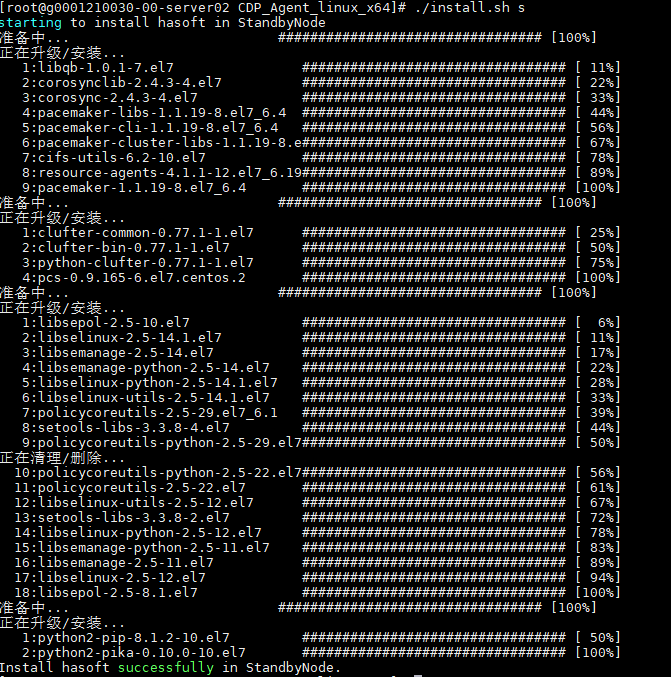 [root@g0001210030-00-server02 CDP_Agent_linux_x64]# ./install.sh s
starting to install hasoft in StandbyNode
准备中... ################################# [100%]
正在升级/安装...
1:libqb-1.0.1-7.el7 ################################# [ 11%]
2:corosynclib-2.4.3-4.el7 ################################# [ 22%]
3:corosync-2.4.3-4.el7 ################################# [ 33%]
4:pacemaker-libs-1.1.19-8.el7_6.4 ################################# [ 44%]
5:pacemaker-cli-1.1.19-8.el7_6.4 ################################# [ 56%]
6:pacemaker-cluster-libs-1.1.19-8.e################################# [ 67%]
7:cifs-utils-6.2-10.el7 ################################# [ 78%]
8:resource-agents-4.1.1-12.el7_6.19################################# [ 89%]
9:pacemaker-1.1.19-8.el7_6.4 ################################# [100%]
准备中... ################################# [100%]
正在升级/安装...
1:clufter-common-0.77.1-1.el7 ################################# [ 25%]
2:clufter-bin-0.77.1-1.el7 ################################# [ 50%]
3:python-clufter-0.77.1-1.el7 ################################# [ 75%]
4:pcs-0.9.165-6.el7.centos.2 ################################# [100%]
准备中... ################################# [100%]
正在升级/安装...
1:libsepol-2.5-10.el7 ################################# [  6%]
2:libselinux-2.5-14.1.el7 ################################# [ 11%]
3:libsemanage-2.5-14.el7 ################################# [ 17%]
4:libsemanage-python-2.5-14.el7 ################################# [ 22%]
5:libselinux-python-2.5-14.1.el7 ################################# [ 28%]
6:libselinux-utils-2.5-14.1.el7 ################################# [ 33%]
7:policycoreutils-2.5-29.el7_6.1 ################################# [ 39%]
8:setools-libs-3.3.8-4.el7 ################################# [ 44%]
9:policycoreutils-python-2.5-29.el7################################# [ 50%]
正在清理/删除...
10:policycoreutils-python-2.5-22.el7################################# [ 56%]
11:policycoreutils-2.5-22.el7 ################################# [ 61%]
12:libselinux-utils-2.5-12.el7 ################################# [ 67%]
13:setools-libs-3.3.8-2.el7 ################################# [ 72%]
14:libselinux-python-2.5-12.el7 ################################# [ 78%]
15:libsemanage-python-2.5-11.el7 ################################# [ 83%]
16:libsemanage-2.5-11.el7 ################################# [ 89%]
17:libselinux-2.5-12.el7 ################################# [ 94%]
18:libsepol-2.5-8.1.el7 ################################# [100%]
准备中... ################################# [100%]
正在升级/安装...
1:python2-pip-8.1.2-10.el7 ################################# [ 50%]
2:python2-pika-0.10.0-10.el7 ################################# [100%]
Install hasoft successfully in StandbyNode.